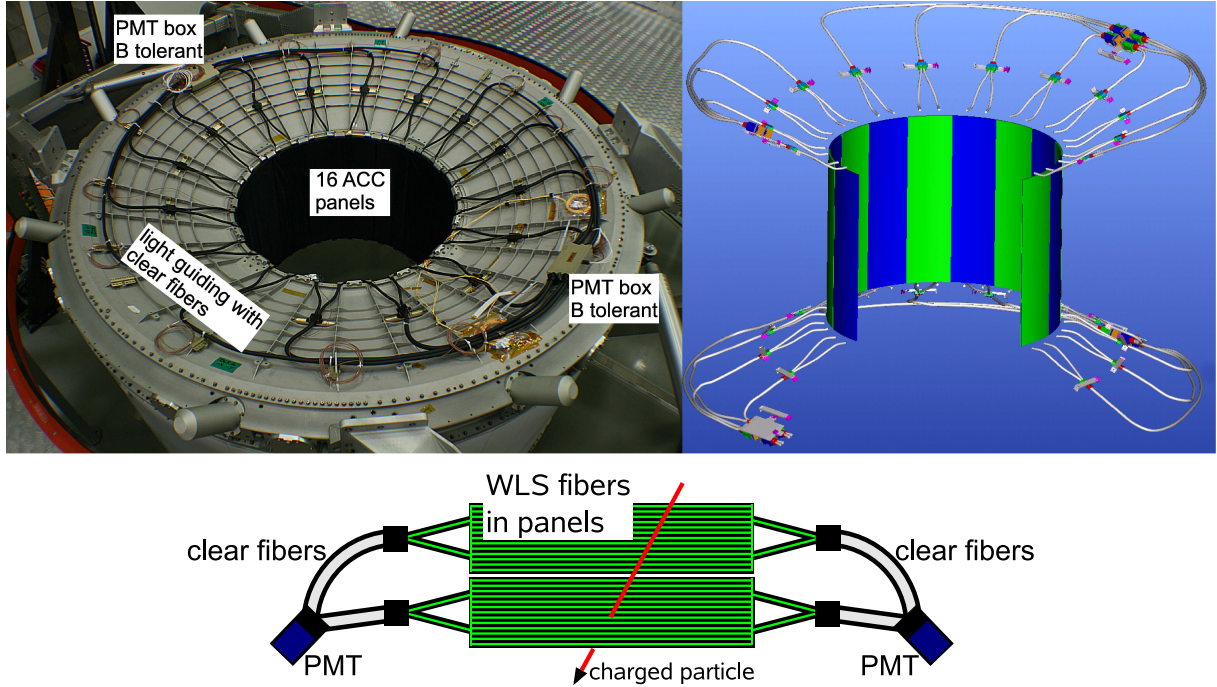 PMT box
B tolerant
16 ACC
panels
light guiding with
clear fibers
PMT box
B tolerant
WLS fibers
in panels
clear fibers
clear fibers
PMT
PMT
charged particle